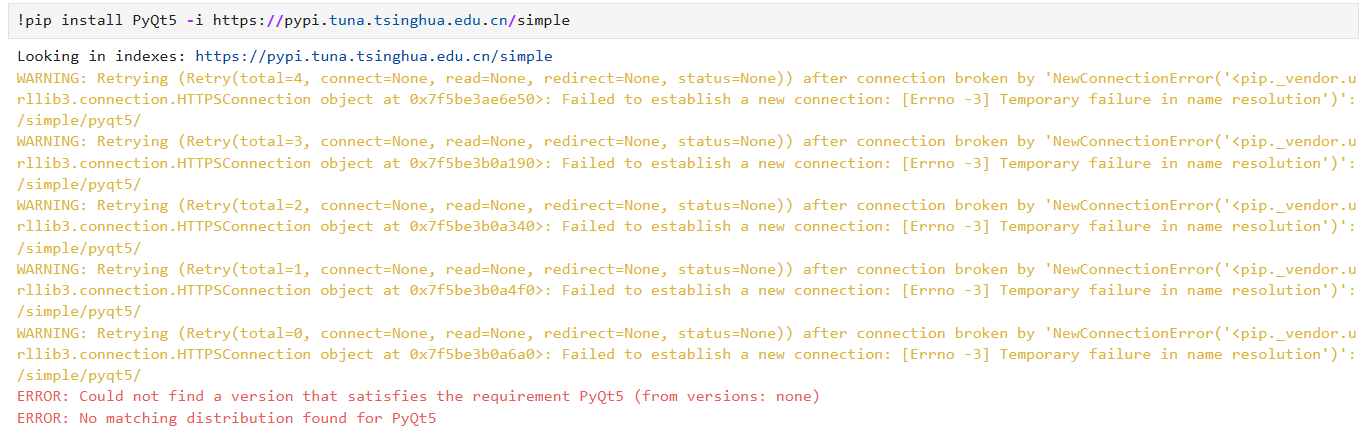 !pip install PyQt5 -i https://pypi.tuna.tsinghua.edu.cn/simple
Looking in indexes: https://pypi.tuna.tsinghua.edu.cn/simple
WARNING: Retrying (Retry(total=4, connect=None, read=None, redirect=None, status=None)) after connection broken by 'NewConnectionError('<pip._vendor.u
rllib3.connection.HTTPSConnection object at 0x7f5be3ae6e50>: Failed to establish a new connection: [Errno -3] Temporary failure in name resolution')':
/simple/pyqt5/
WARNING: Retrying (Retry(total=3, connect=None, read=None, redirect=None, status=None)) after connection broken by 'NewConnectionError('<pip._vendor.u
rllib3.connection.HTTPSConnection object at 0x7f5be3b0a190>: Failed to establish a new connection: [Errno -3] Temporary failure in name resolution')':
/simple/pyqt5/
WARNING: Retrying (Retry(total=2, connect=None, read=None, redirect=None, status=None)) after connection broken by 'NewConnectionError('<pip._vendor.u
rllib3.connection.HTTPSConnection object at 0x7f5be3b0a340>: Failed to establish a new connection: [Errno -3] Temporary failure in name resolution')':
/simple/pyqt5/
WARNING: Retrying (Retry(total=1, connect=None, read=None, redirect=None, status=None)) after connection broken by 'NewConnectionError('<pip._vendor.u
rllib3.connection.HTTPSConnection object at 0x7f5be3b0a4f0>: Failed to establish a new connection: [Errno -3] Temporary failure in name resolution')':
/simple/pyqt5/
WARNING: Retrying (Retry(total=0, connect=None, read=None, redirect=None, status=None)) after connection broken by 'NewConnectionError('<pip._vendor.u
rllib3.connection.HTTPSConnection object at 0x7f5be3b0a6a0>: Failed to establish a new connection: [Errno -3] Temporary failure in name resolution')':
/simple/pyqt5/
ERROR: Could not find a version that satisfies the requirement PyQt5 (from versions: none)
ERROR: No matching distribution found for PyQt5